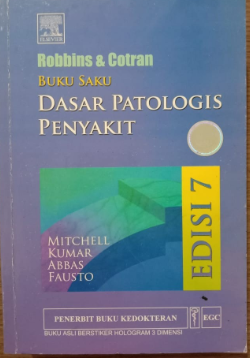 ELSEVIER
Robbins & Cotran
BUKU SAKU
DASAR PATOLOGIS
PENYAKIT
EDISI 7
MITCHELL
KUMAR
ABBAS
FAUSTO
PENERBIT BUKU KEDOKTERAN
EGC
BUKU ASLI BERSTIKER HOLOGRAM 3 DIMENSI